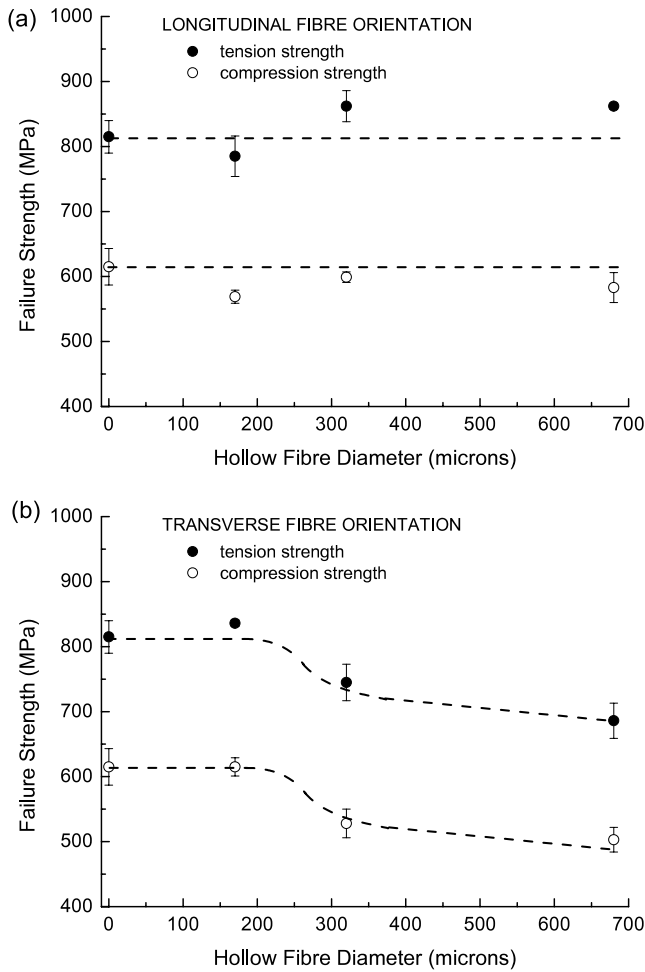 (a)
LONGITUDINAL FIBRE ORIENTATION
tension strength
compression strength
1000
900
800
700
600
500
400
Failure Strength (MPa)
0 100 200 300 400 500 600 700
Hollow Fibre Diameter (microns)
(b)
TRANSVERSE FIBRE ORIENTATION
tension strength
compression strength
1000
900
800
700
600
500
400
Failure Strength (MPa)
0 100 200 300 400 500 600 700
Hollow Fibre Diameter (microns)